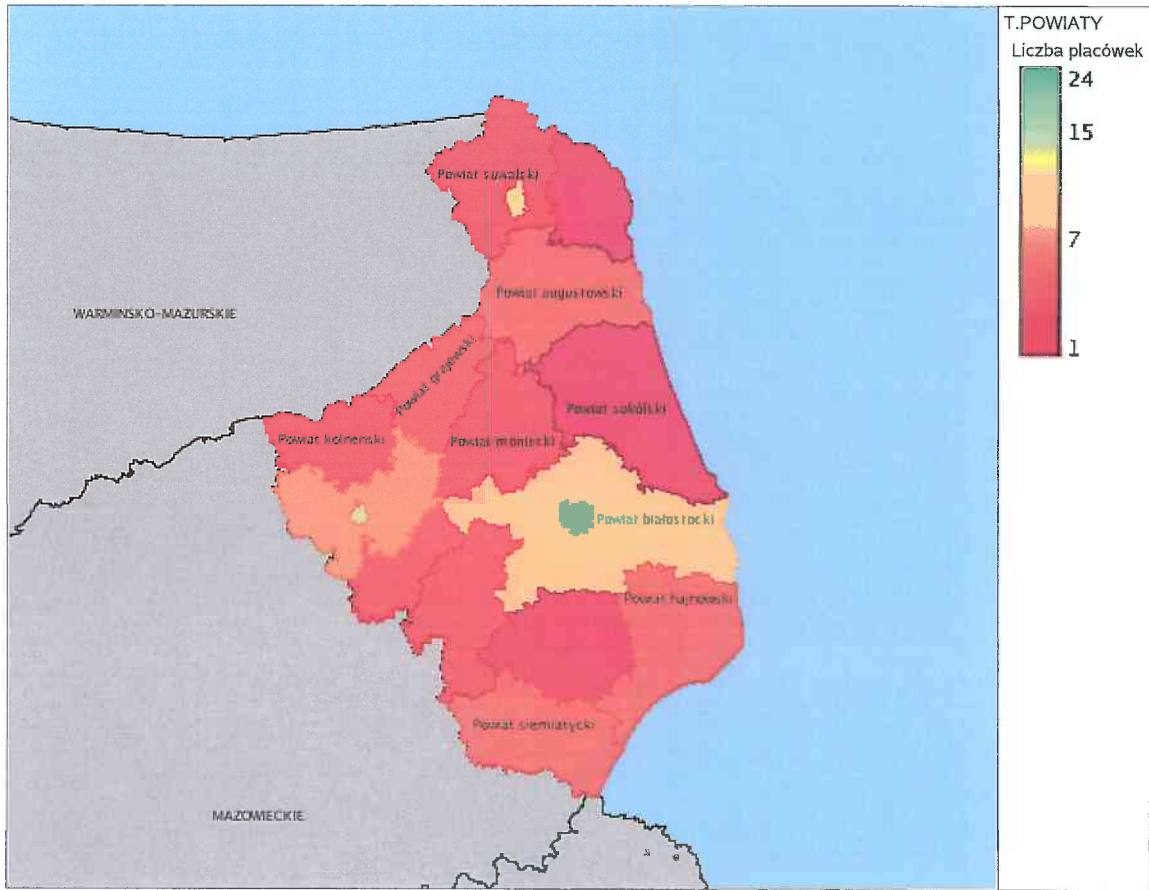 T.POWIATY
Liczba placówek
24
15
7
1
Powiat suwalski
Powiat augustowski
WARMINSKO-MAZURSKIE
Powiat grajewski
Powiat sokólski
Powiat kolneński
Powiat moniecki
Powiat białostocki
Powiat hajnowski
Powiat siemiatycki
MAZOWIECKIE